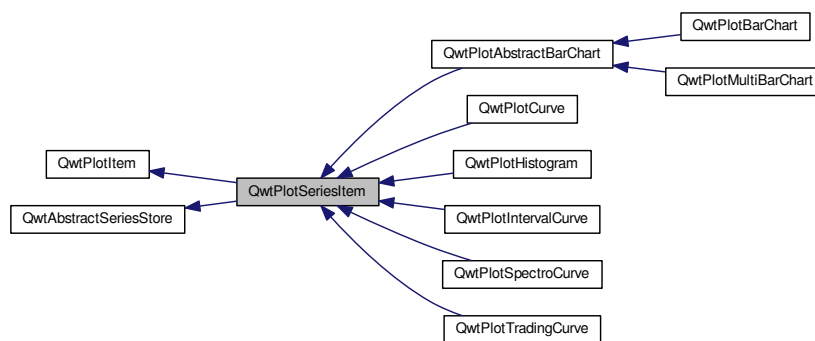 QwtPlotBarChart
QwtPlotAbstractBarChart
QwtPlotMultiBarChart
QwtPlotCurve
QwtPlotItem
QwtPlotHistogram
QwtPlotSeriesItem
QwtAbstractSeriesStore
QwtPlotIntervalCurve
QwtPlotSpectroCurve
QwtPlotTradingCurve